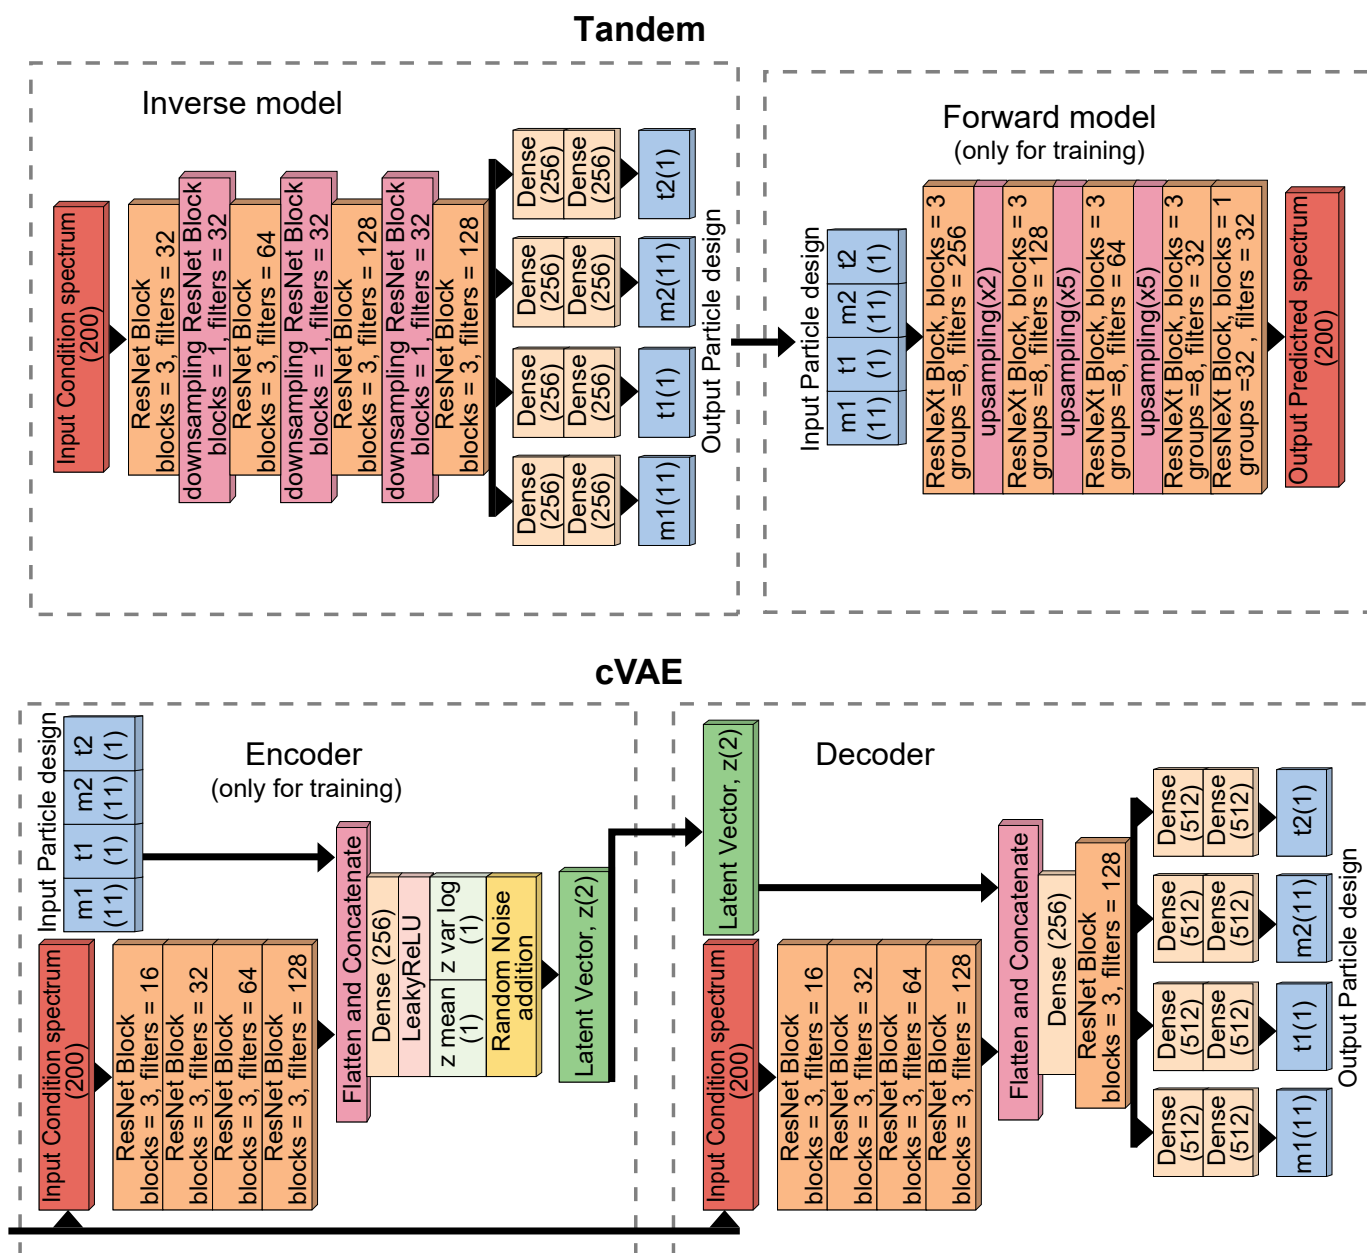 Tandem
Inverse model
Input Condition spectrum
(200)
ResNet Block
blocks = 3, filters = 32
downsampling ResNet Block
blocks = 1, filters = 32
ResNet Block
blocks = 3, filters = 64
downsampling ResNet Block
blocks = 1, filters = 32
ResNet Block
blocks = 3, filters = 128
downsampling ResNet Block
blocks = 1, filters = 32
ResNet Block
blocks = 3, filters = 128
Dense
(256)
Dense
(256)
t2(1)
Dense
(256)
Dense
(256)
m2(11)
Dense
(256)
Dense
(256)
t1(1)
Dense
(256)
Dense
(256)
m1(11)
Output Particle design
Forward model
(only for training)
Input Particle design
m1
(11)
t1
(1)
m2
(11)
t2
(1)
ResNeXt Block, blocks = 3
groups =8, filters = 256
upsampling(x2)
ResNeXt Block, blocks = 3
groups =8, filters = 128
upsampling(x5)
ResNeXt Block, blocks = 3
groups =8, filters = 64
upsampling(x5)
ResNeXt Block, blocks = 3
groups =8, filters = 32
ResNeXt Block, blocks = 1
groups =32 , filters = 32
Output Predictred spectrum
(200)
cVAE
Encoder
(only for training)
Input Particle design
m1
(11)
t1
(1)
m2
(11)
t2
(1)
Input Condition spectrum
(200)
ResNet Block
blocks = 3, filters = 16
ResNet Block
blocks = 3, filters = 32
ResNet Block
blocks = 3, filters = 64
ResNet Block
blocks = 3, filters = 128
Flatten and Concatenate
Dense (256)
LeakyReLU
z mean
(1)
z var log
(1)
Random Noise
addition
Latent Vector, z(2)
Decoder
Latent Vector, z(2)
Input Condition spectrum
(200)
ResNet Block
blocks = 3, filters = 16
ResNet Block
blocks = 3, filters = 32
ResNet Block
blocks = 3, filters = 64
ResNet Block
blocks = 3, filters = 128
Flatten and Concatenate
Dense (256)
ResNet Block
blocks = 3, filters = 128
Dense
(512)
Dense
(512)
t2(1)
Dense
(512)
Dense
(512)
m2(11)
Dense
(512)
Dense
(512)
t1(1)
Dense
(512)
Dense
(512)
m1(11)
Output Particle design